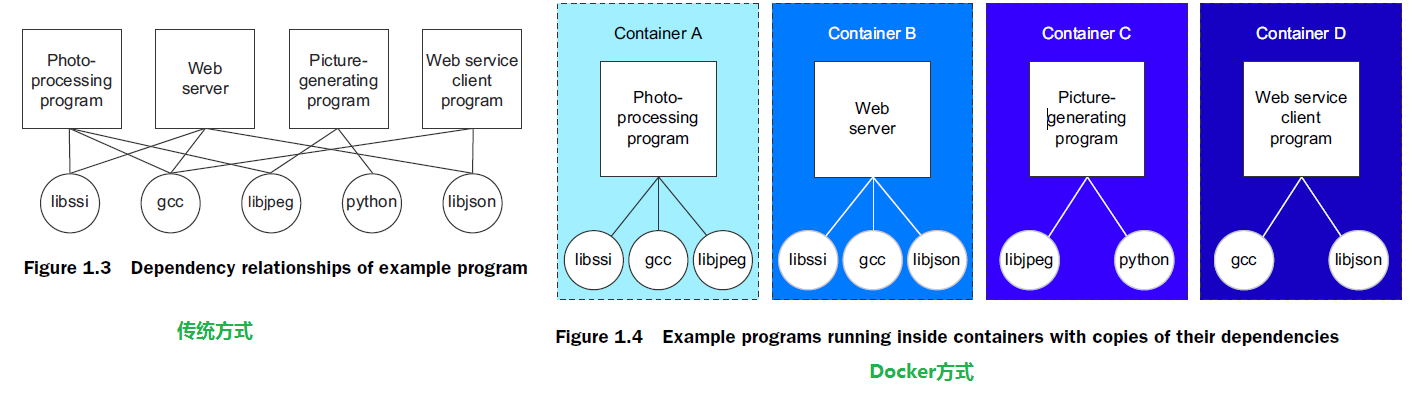 Photo-
processing
program
Web
server
Picture-
generating
program
Web service
client
program
libssi
gcc
libjpeg
python
libjson
Figure 1.3 Dependency relationships of example program
传统方式
Container A
Photo-
processing
program
libssi
gcc
libjpeg
Container B
Web
server
libssi
gcc
libjson
Container C
Picture-
generating
program
libjpeg
python
Container D
Web service
client
program
gcc
libjson
Figure 1.4 Example programs running inside containers with copies of their dependencies
Docker方式